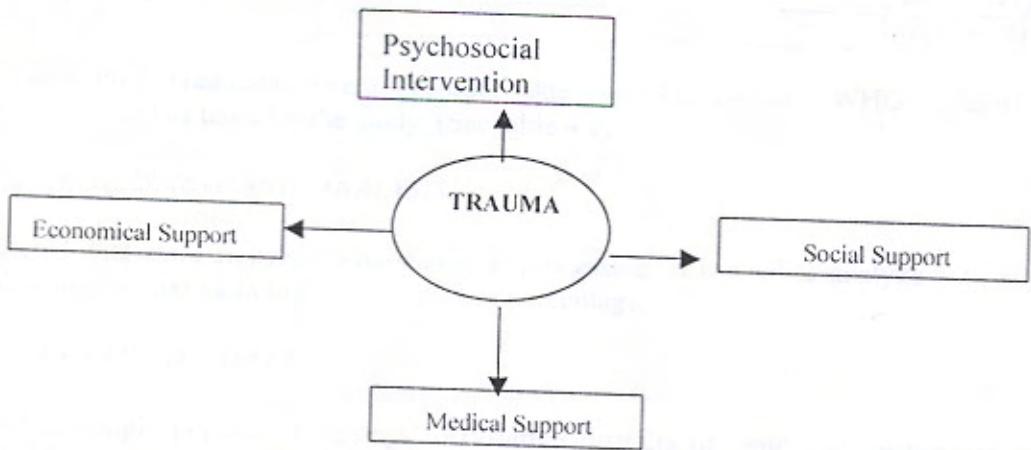 Psychosocial
Intervention
TRAUMA
Economical Support
Social Support
Medical Support